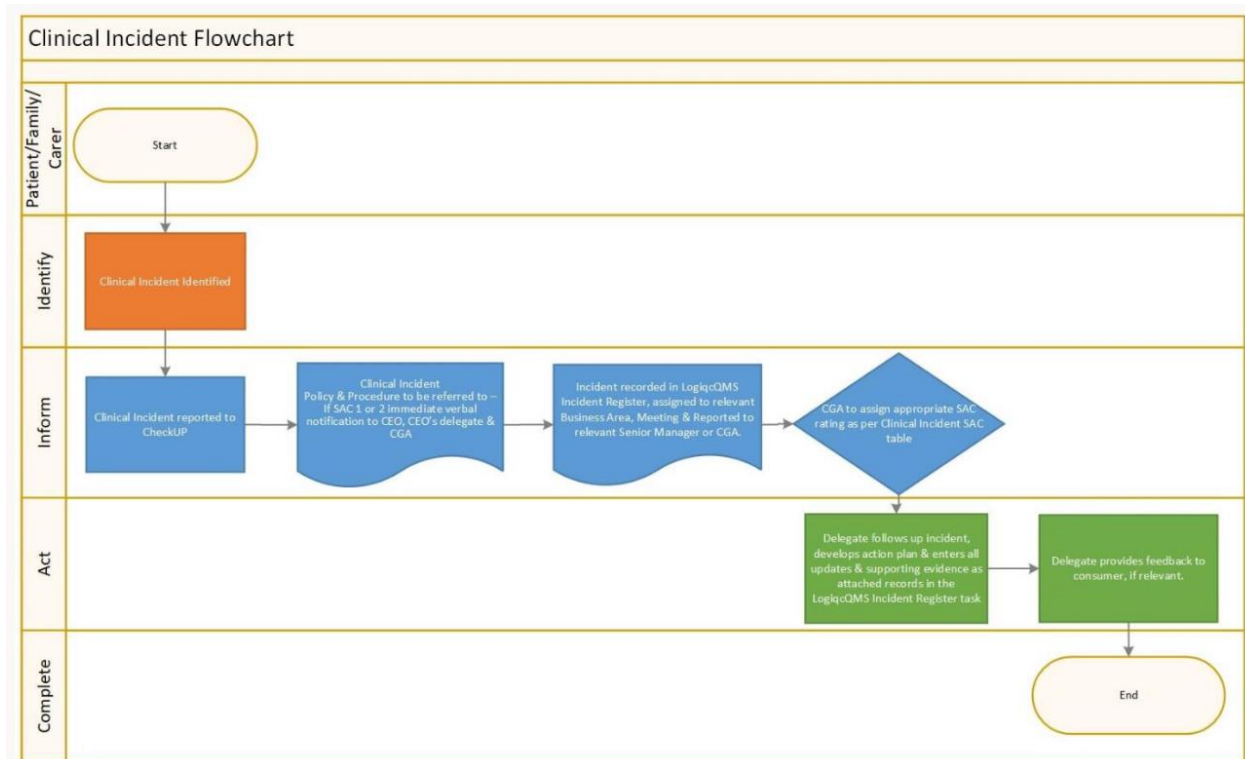 Clinical Incident Flowchart
Patient/Family/
Carer
Start
Identify
Clinical Incident Identified
Inform
Clinical Incident reported to
CheckUP
Clinical Incident
Policy & Procedure to be referred to –
If SAC 1 or 2 immediate verbal
notification to CEO, CEO's delegate &
CGA
Incident recorded in LogiqcQMS
Incident Register, assigned to relevant
Business Area, Meeting & Reported to
relevant Senior Manager or CGA.
CGA to assign appropriate SAC
rating as per Clinical Incident SAC
table
Act
Delegate follows up incident,
develops action plan & enters all
updates & supporting evidence as
attached records in the
LogiqcQMS Incident Register task
Delegate provides feedback to
consumer, if relevant.
Complete
End